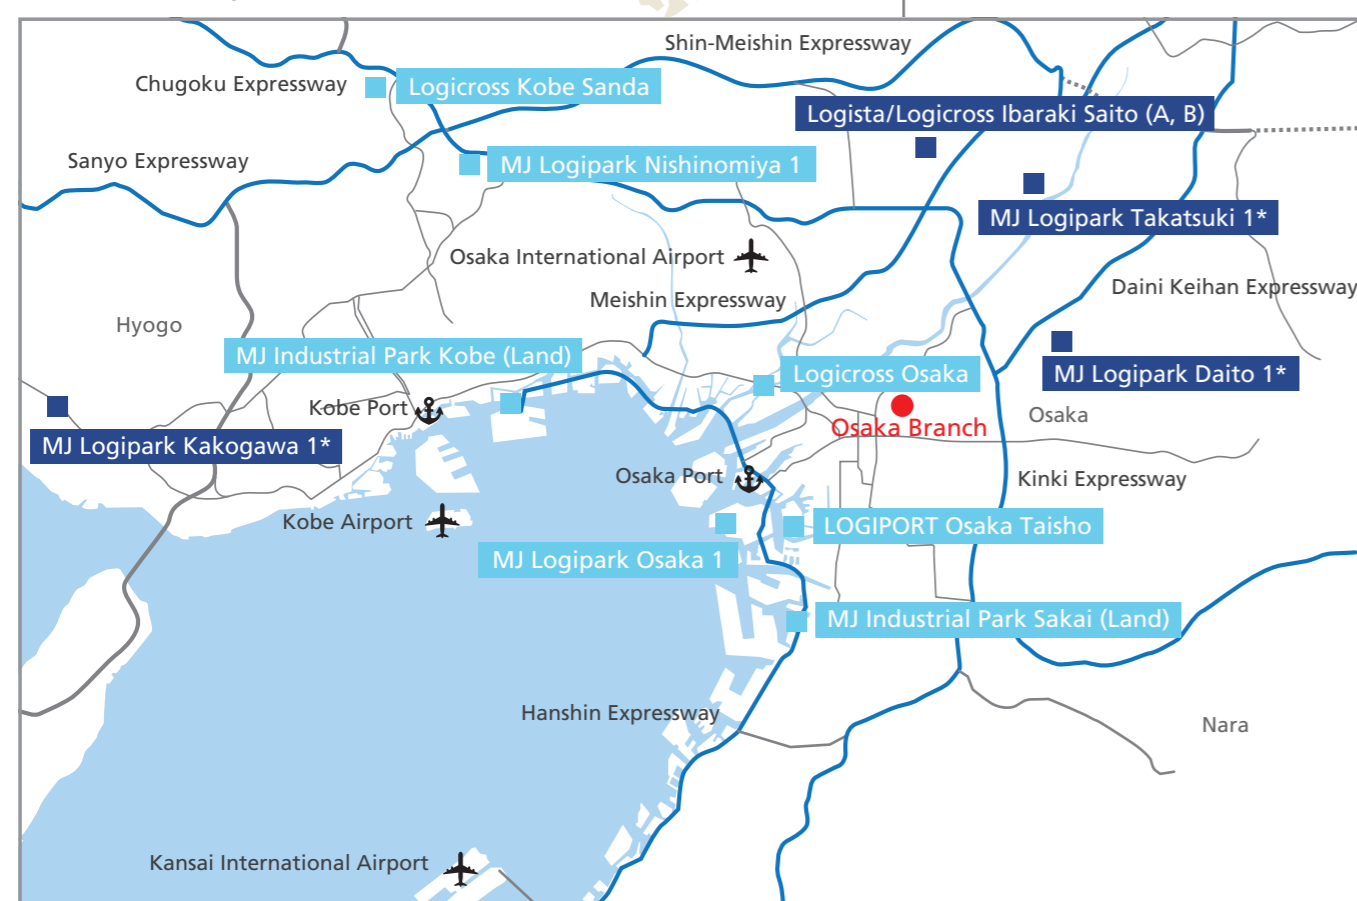 Shin-Meishin Expressway
Chugoku Expressway
Logicross Kobe Sanda
Logista/Logicross Ibaraki Saito (A, B)
Sanyo Expressway
MJ Logipark Nishinomiya 1
MJ Logipark Takatsuki 1*
Osaka International Airport
Daini Keihan Expressway
Meishin Expressway
Hyogo
MJ Industrial Park Kobe (Land)
Logicross Osaka
MJ Logipark Daito 1*
Kobe Port
Osaka
Osaka Branch
MJ Logipark Kakogawa 1*
Osaka Port
Kinki Expressway
Kobe Airport
LOGIPORT Osaka Taisho
MJ Logipark Osaka 1
MJ Industrial Park Sakai (Land)
Hanshin Expressway
Nara
Kansai International Airport